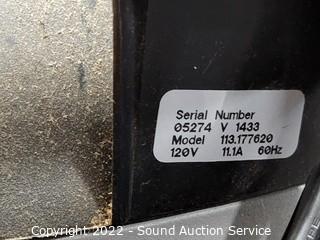 Serial Number
05274 V 1433
Model 113.177620
120V 11.1A 60Hz
Copyright 2022 - Sound Auction Service